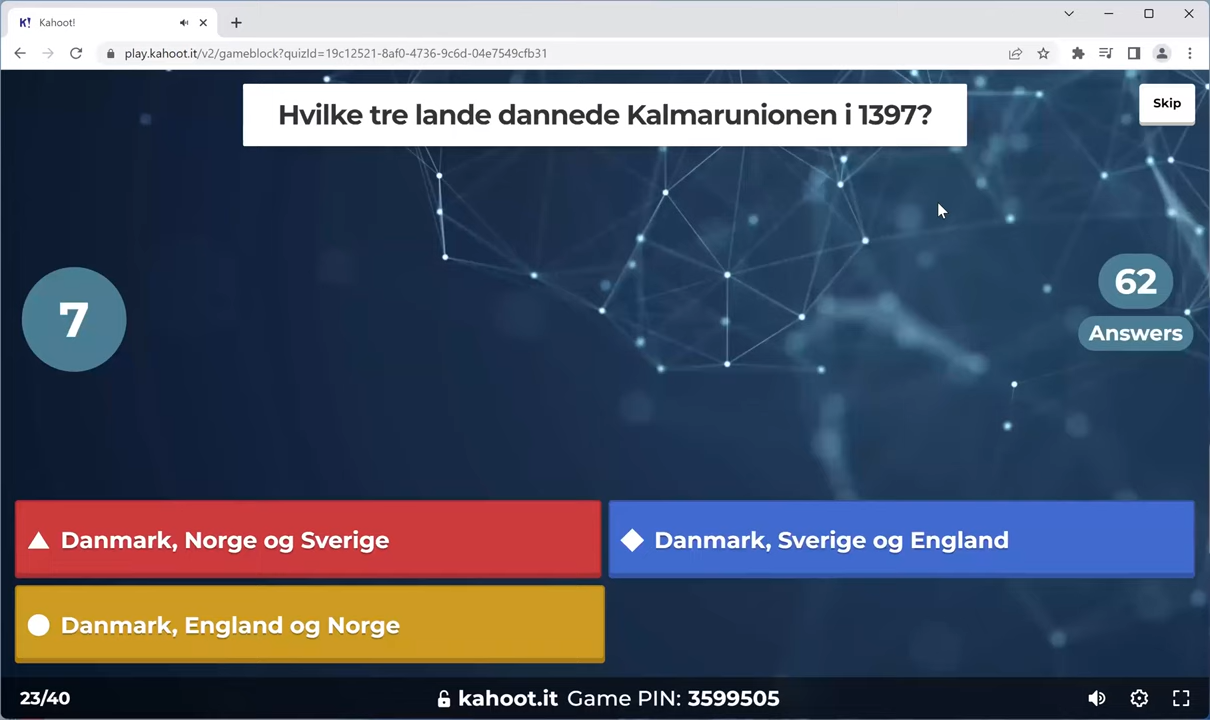 K! Kahoot!
play.kahoot.it/v2/gameblock?quizId=19c12521-8af0-4736-9c6d-04e7549cfb31
Hvilke tre lande dannede Kalmarunionen i 1397?
Skip
7
62
Answers
Danmark, Norge og Sverige
Danmark, Sverige og England
Danmark, England og Norge
23/40
kahoot.it Game PIN: 3599505